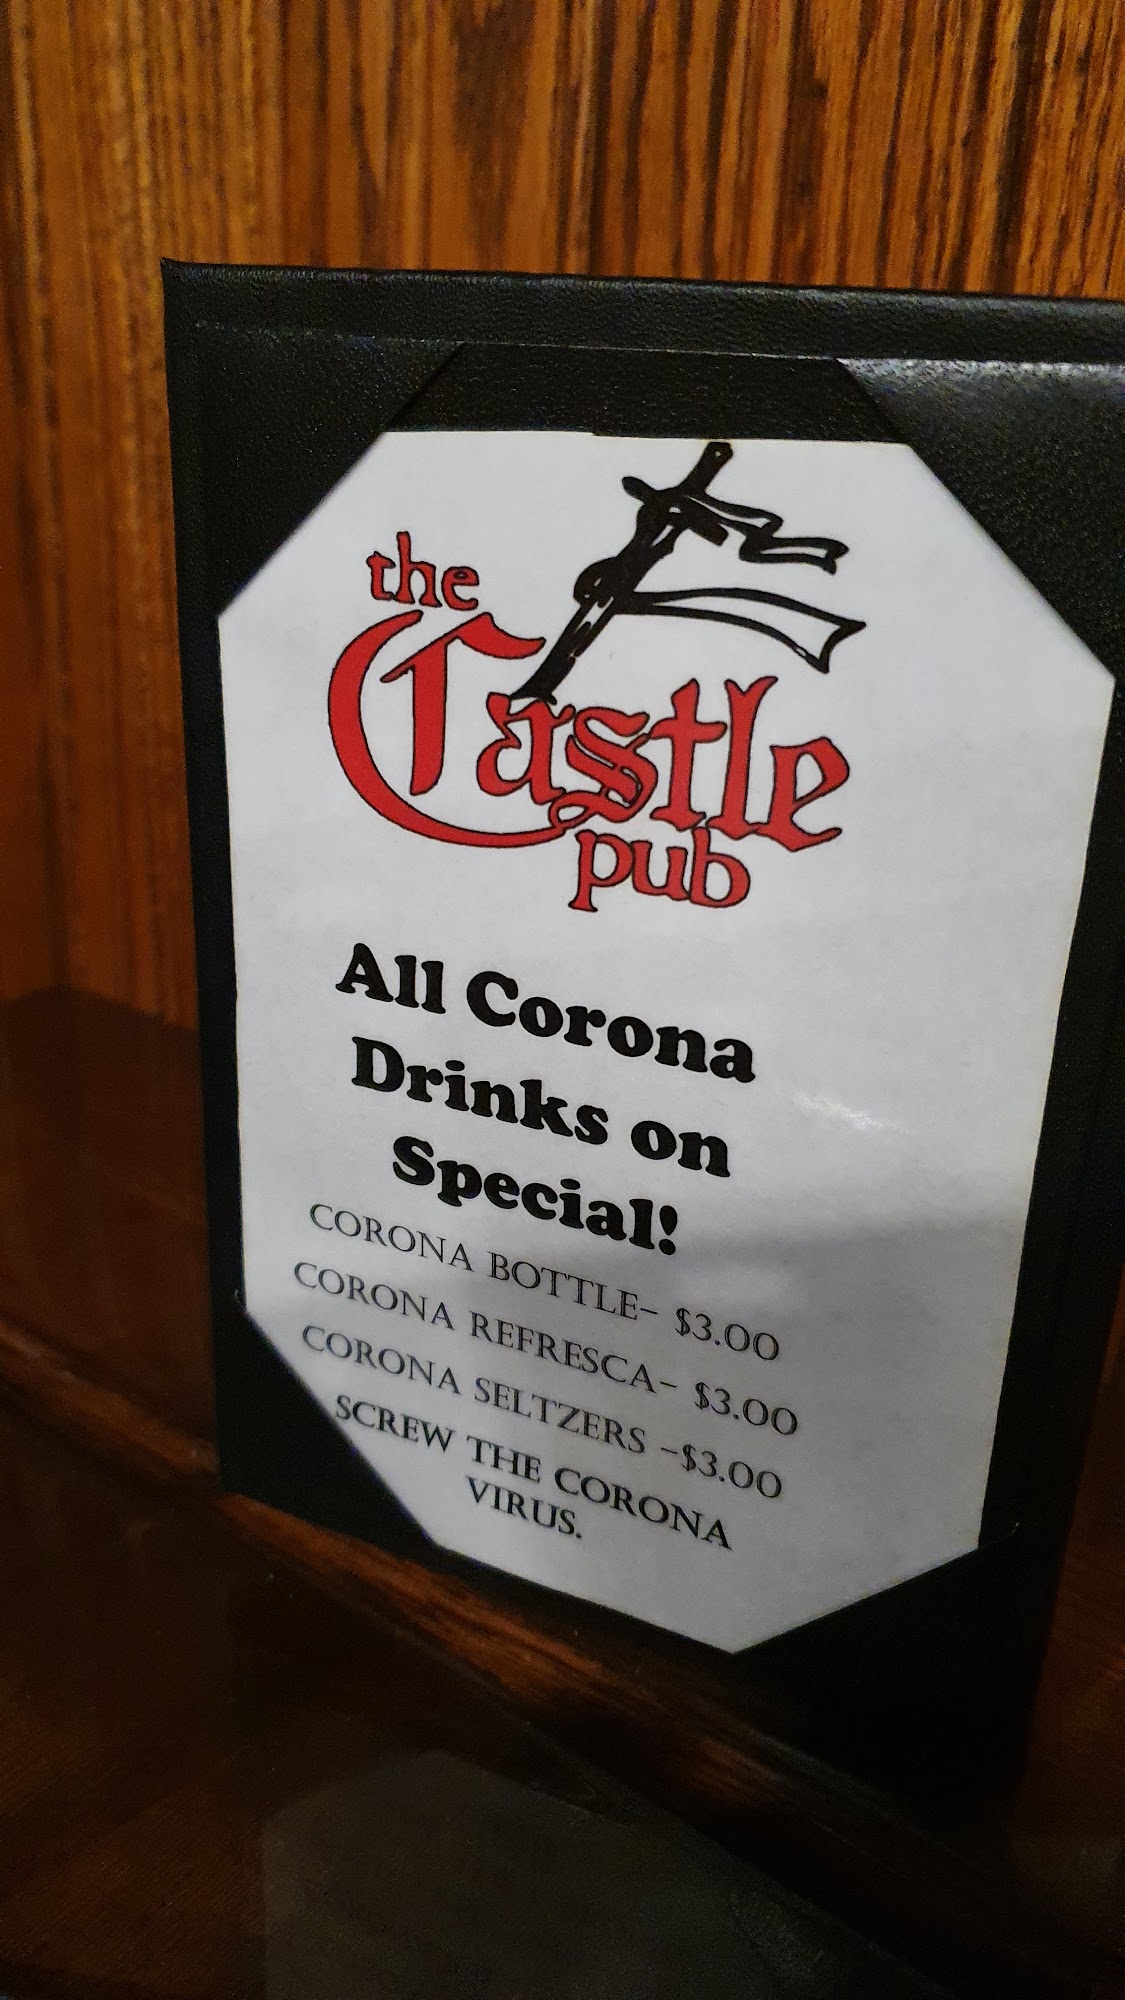 the
Castle
pub
All Corona
Drinks on
Special!
CORONA BOTTLE- $3.00
CORONA REFRESCA- $3.00
CORONA SELTZERS -$3.00
SCREW THE CORONA
VIRUS.